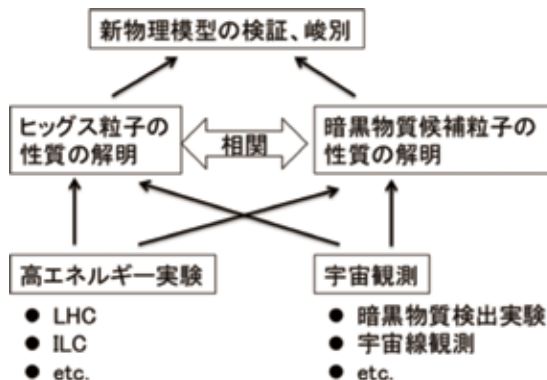 新物理模型の検証、峻別
ヒッグス粒子の
性質の解明
相関
暗黒物質候補粒子の
性質の解明
高エネルギー実験
● LHC
● ILC
● etc.
宇宙観測
● 暗黒物質検出実験
● 宇宙線観測
● etc.